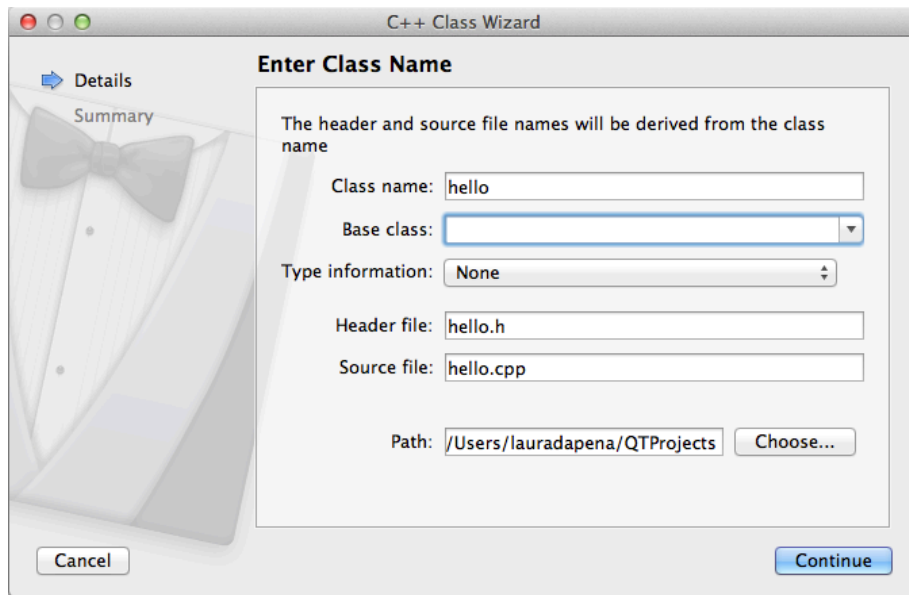 C++ Class Wizard
Details
Summary
Enter Class Name
The header and source file names will be derived from the class
name
Class name: hello
Base class:
Type information: None
Header file: hello.h
Source file: hello.cpp
Path: /Users/lauradapena/QTProjects Choose...
Cancel Continue